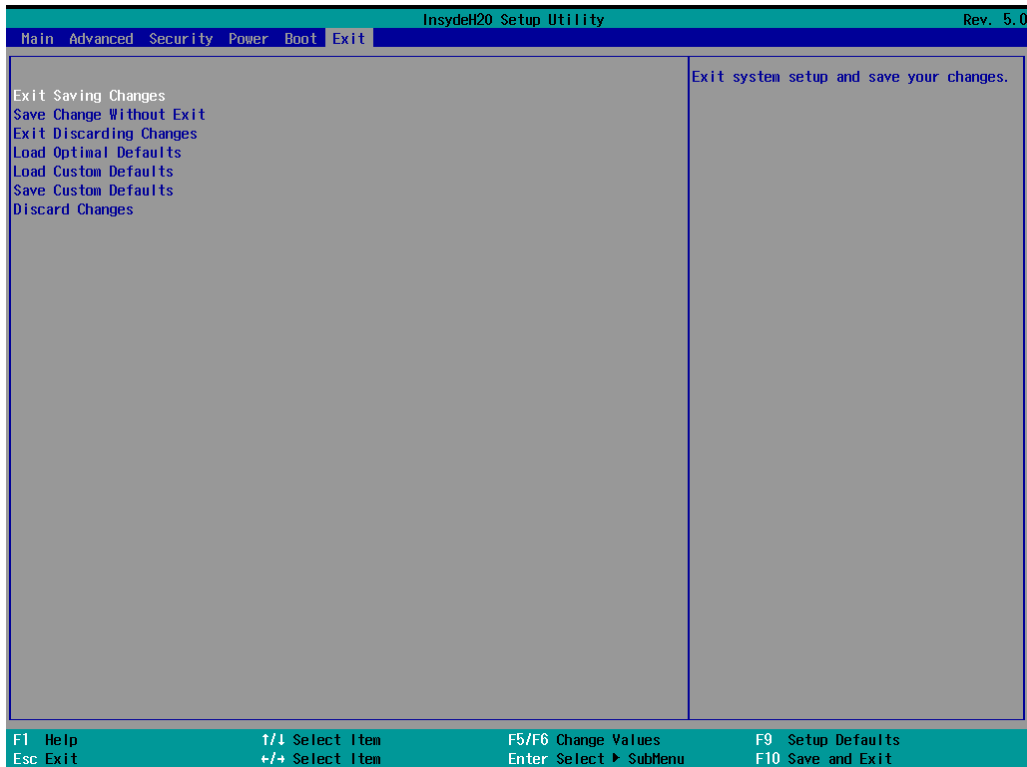 InsydeH20 Setup Utility Rev. 5.0
Main Advanced Security Power Boot Exit
Exit system setup and save your changes.
Exit Saving Changes
Save Change Without Exit
Exit Discarding Changes
Load Optimal Defaults
Load Custom Defaults
Save Custom Defaults
Discard Changes
F1 Help ↑/↓ Select Item F5/F6 Change Values F9 Setup Defaults
Esc Exit ←/→ Select Item Enter Select ▶ SubMenu F10 Save and Exit